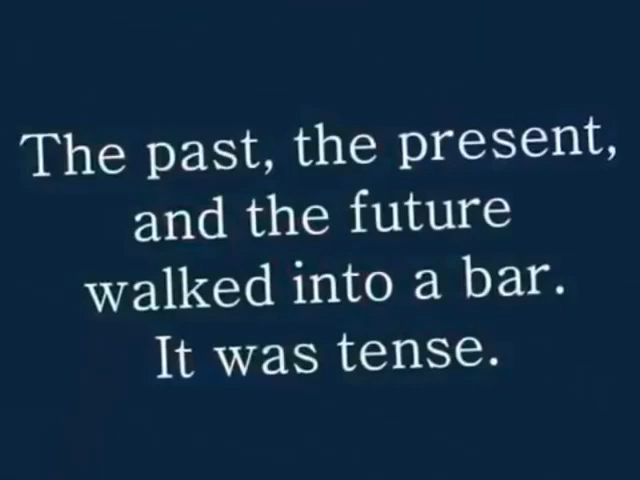 The past, the present,
and the future
walked into a bar.
It was tense.